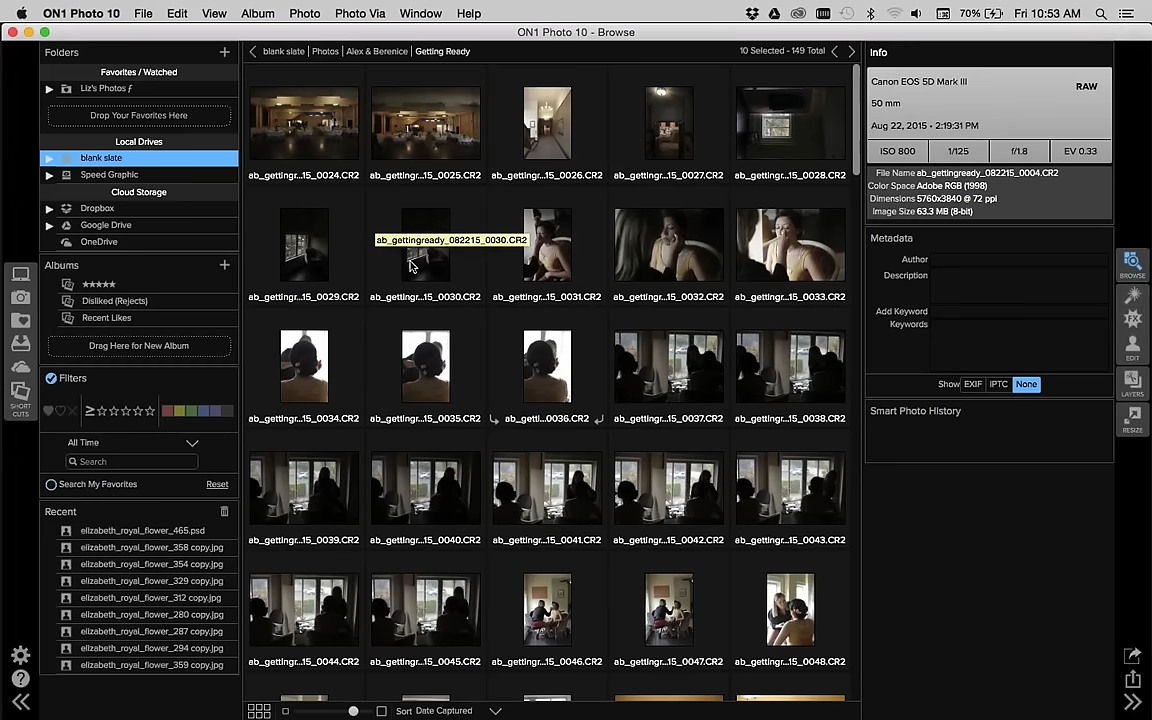 ONI Photo 10 File Edit View Album Photo Photo Via Window Help 70% Fri 10:53 AM
ON1 Photo 10 - Browse
Folders
Favorites / Watched
Liz's Photos ƒ
Drop Your Favorites Here
Local Drives
blank slate
Speed Graphic
Cloud Storage
Dropbox
Google Drive
OneDrive
Albums
Disliked (Rejects)
Recent Likes
Drag Here for New Album
SHORT
CUTS
Filters
All Time
Search
Search My Favorites Reset
Recent
elizabeth_royal_flower_465.psd
elizabeth_royal_flower_358 copy.jpg
elizabeth_royal_flower_354 copy.jpg
elizabeth_royal_flower_329 copy.jpg
elizabeth_royal_flower_312 copy.jpg
elizabeth_royal_flower_280 copy.jpg
elizabeth_royal_flower_287 copy.jpg
elizabeth_royal_flower_294 copy.jpg
elizabeth_royal_flower_359 copy.jpg
blank slate | Photos | Alex & Berenice | Getting Ready 10 Selected - 149 Total
ab_gettingr...15_0024.CR2 ab_gettingr...15_0025.CR2 ab_gettingr...15_0026.CR2 ab_gettingr...15_0027.CR2 ab_gettingr...15_0028.CR2
ab_gettingready_082215_0030.CR2
ab_gettingr...15_0029.CR2 ab_gettingr...15_0030.CR2 ab_gettingr...15_0031.CR2 ab_gettingr...15_0032.CR2 ab_gettingr...15_0033.CR2
ab_gettingr...15_0034.CR2 ab_gettingr...15_0035.CR2 ab_getti...0036.CR2 ab_gettingr...15_0037.CR2 ab_gettingr...15_0038.CR2
ab_gettingr...15_0039.CR2 ab_gettingr...15_0040.CR2 ab_gettingr...15_0041.CR2 ab_gettingr...15_0042.CR2 ab_gettingr...15_0043.CR2
ab_gettingr...15_0044.CR2 ab_gettingr...15_0045.CR2 ab_gettingr...15_0046.CR2 ab_gettingr...15_0047.CR2 ab_gettingr...15_0048.CR2
Sort Date Captured
Info
Canon EOS 5D Mark III RAW
50 mm
Aug 22, 2015 • 2:19:31 PM
ISO 800 1/125 f/1.8 EV 0.33
File Name ab_gettingready_082215_0004.CR2
Color Space Adobe RGB (1998)
Dimensions 5760x3840 @ 72 ppi
Image Size 63.3 MB (8-bit)
Metadata
Author
Description
Add Keyword
Keywords
Show EXIF IPTC None
Smart Photo History
BROWSE
FX
EDIT
LAYERS
RESIZE